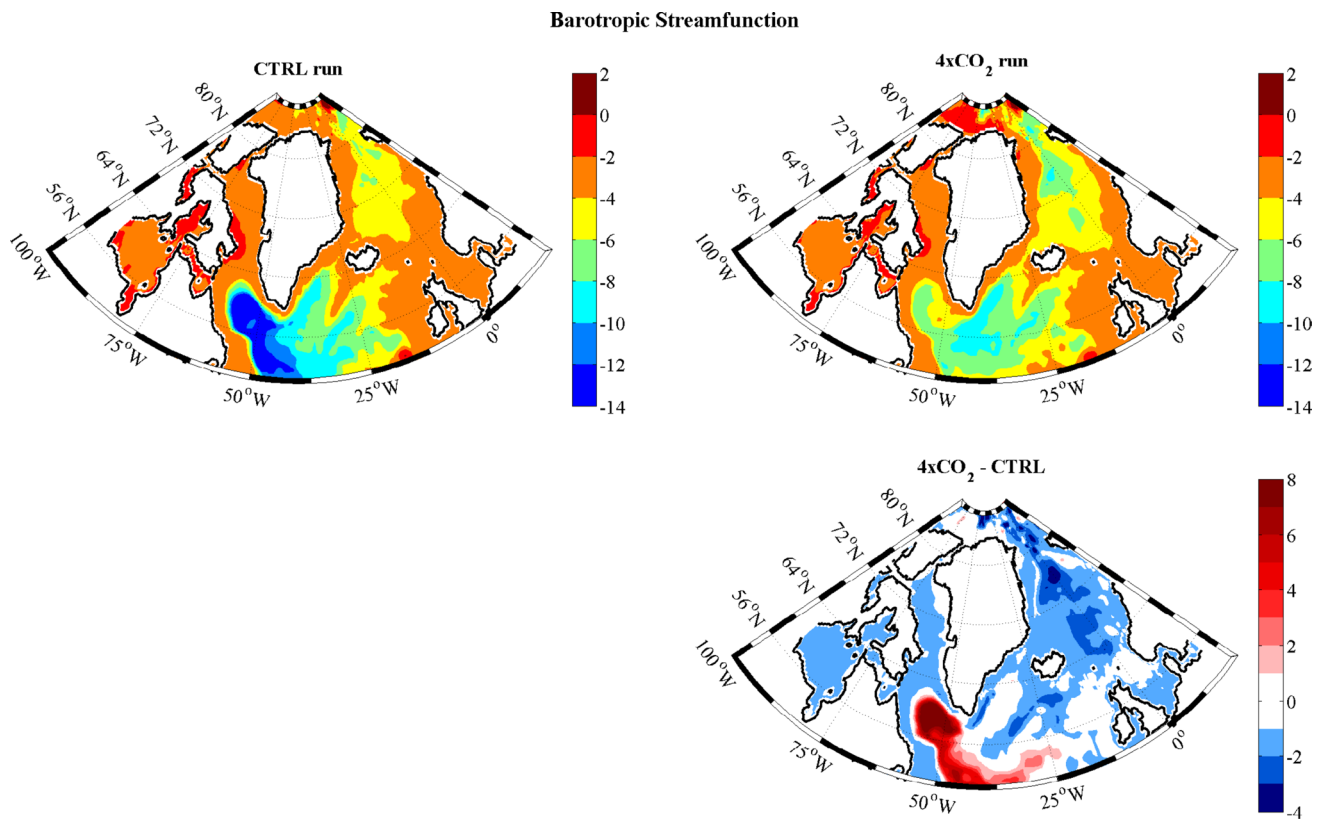 Barotropic Streamfunction
CTRL run
80°N
72°N
64°N
56°N
100°W
75°W
50°W
25°W
0°
2
0
-2
-4
-6
-8
-10
-12
-14
4xCO₂ run
80°N
72°N
64°N
56°N
100°W
75°W
50°W
25°W
0°
2
0
-2
-4
-6
-8
-10
-12
-14
4xCO₂ - CTRL
80°N
72°N
64°N
56°N
100°W
75°W
50°W
25°W
0°
8
6
4
2
0
-2
-4